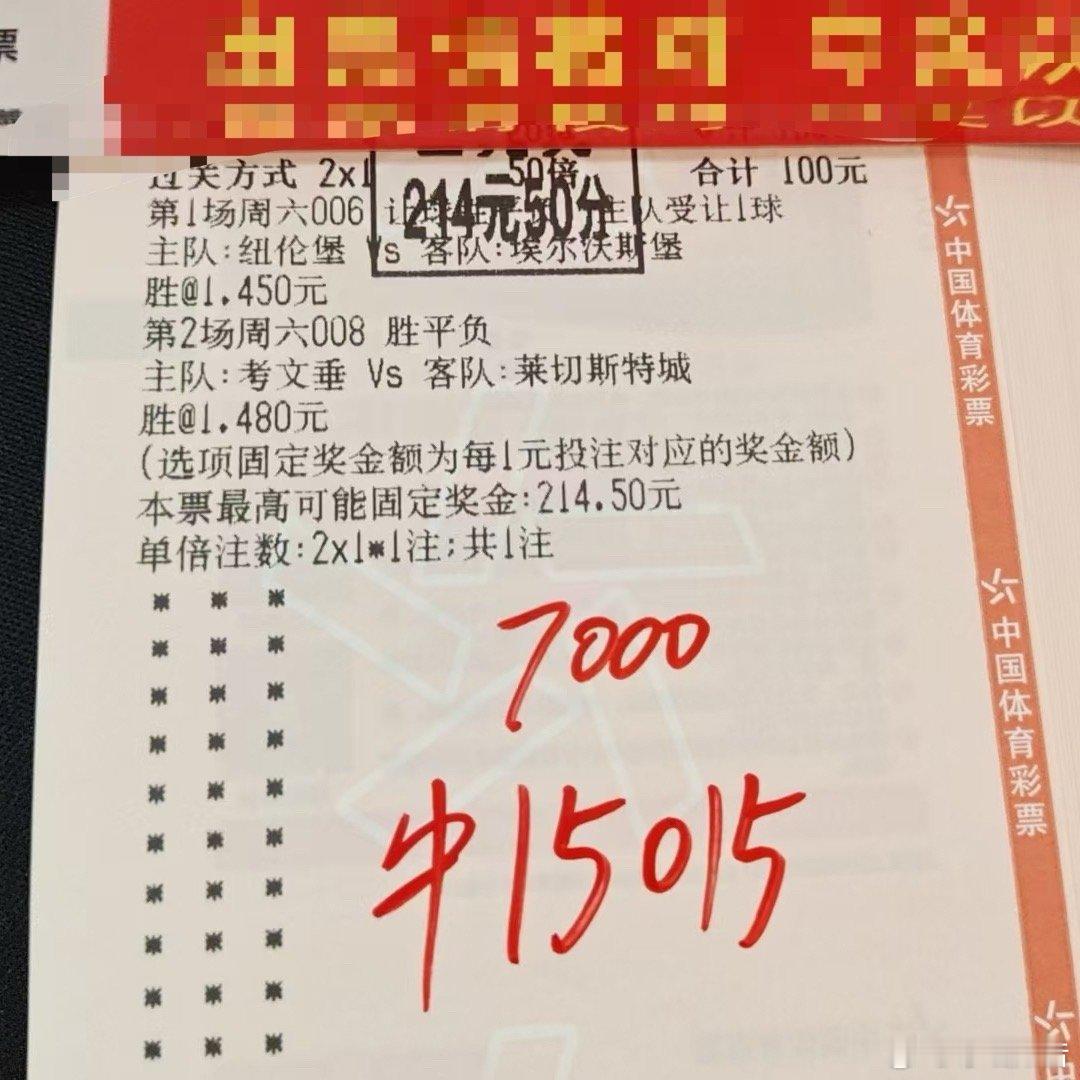 票
过关方式 2x1 50倍 合计 100元
214元50分
第1场周六006 让球 主队受让1球
主队:纽伦堡 Vs 客队:埃尔沃斯堡
胜@1.450元
第2场周六008 胜平负
主队:考文垂 Vs 客队:莱切斯特城
胜@1.480元
(选项固定奖金额为每1元投注对应的奖金额)
本票最高可能固定奖金:214.50元
单倍注数:2x1*1注;共1注
7000
中15015
中国体育彩票
中国体育彩票